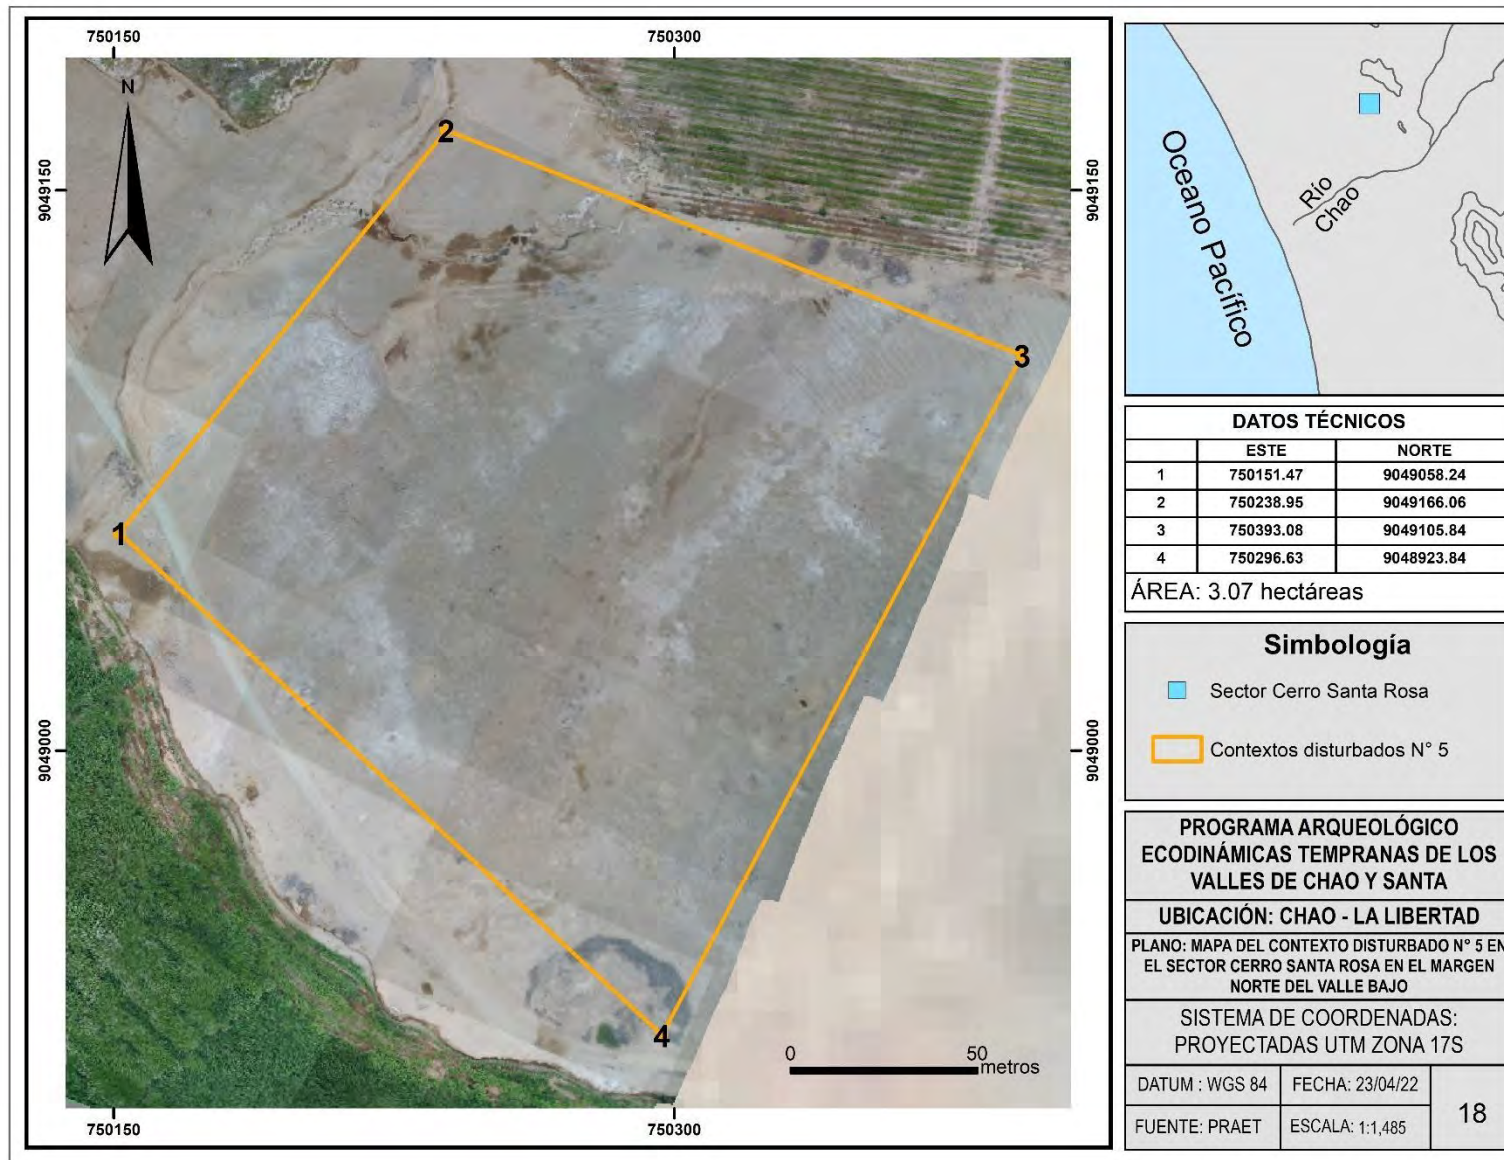 750150
750300
N
9049150
9049150
9049000
9049000
2
3
1
4
0
50
metros
750150
750300
Oceano Pacífico
Río
Chao
DATOS TÉCNICOS
ESTE NORTE
1 750151.47 9049058.24
2 750238.95 9049166.06
3 750393.08 9049105.84
4 750296.63 9048923.84
ÁREA: 3.07 hectáreas
Simbología
Sector Cerro Santa Rosa
Contextos disturbados N° 5
PROGRAMA ARQUEOLÓGICO
ECODINÁMICAS TEMPRANAS DE LOS
VALLES DE CHAO Y SANTA
UBICACIÓN: CHAO - LA LIBERTAD
PLANO: MAPA DEL CONTEXTO DISTURBADO N° 5 EN
EL SECTOR CERRO SANTA ROSA EN EL MARGEN
NORTE DEL VALLE BAJO
SISTEMA DE COORDENADAS:
PROYECTADAS UTM ZONA 17S
DATUM : WGS 84 FECHA: 23/04/22
FUENTE: PRAET ESCALA: 1:1,485
18